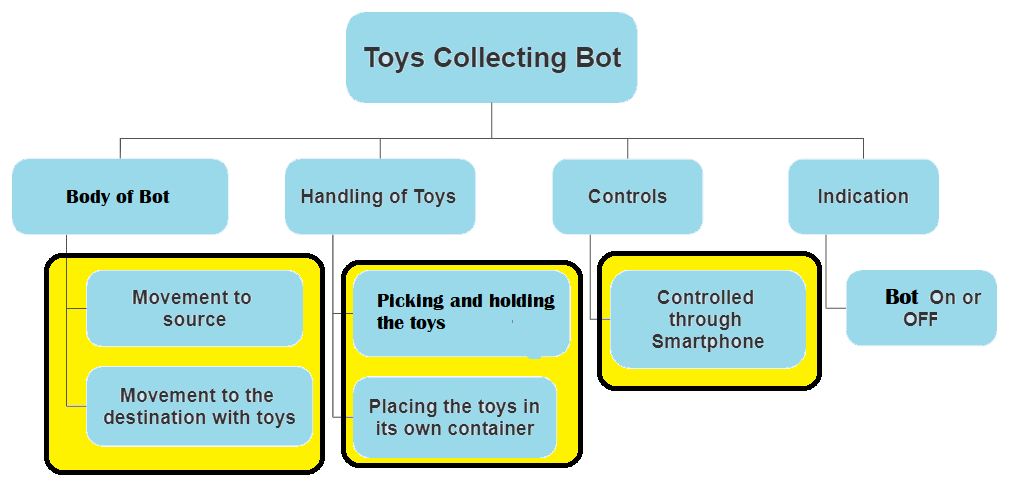 Toys Collecting Bot
Body of Bot
Handling of Toys
Controls
Indication
Movement to
source
Movement to the
destination with toys
Picking and holding
the toys
Placing the toys in
its own container
Controlled
through
Smartphone
Bot On or
OFF